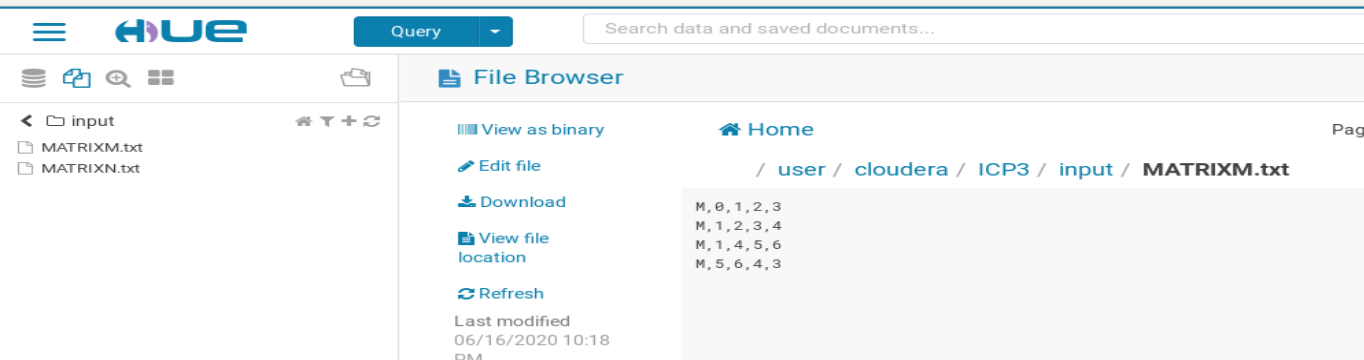 HUE
Query
Search data and saved documents...
File Browser
input
MATRIXM.txt
MATRIXN.txt
View as binary
Edit file
Download
View file
location
Refresh
Last modified
06/16/2020 10:18
PM
Home
Pag
/ user / cloudera / ICP3 / input / MATRIXM.txt
M,0,1,2,3
M,1,2,3,4
M,1,4,5,6
M,5,6,4,3